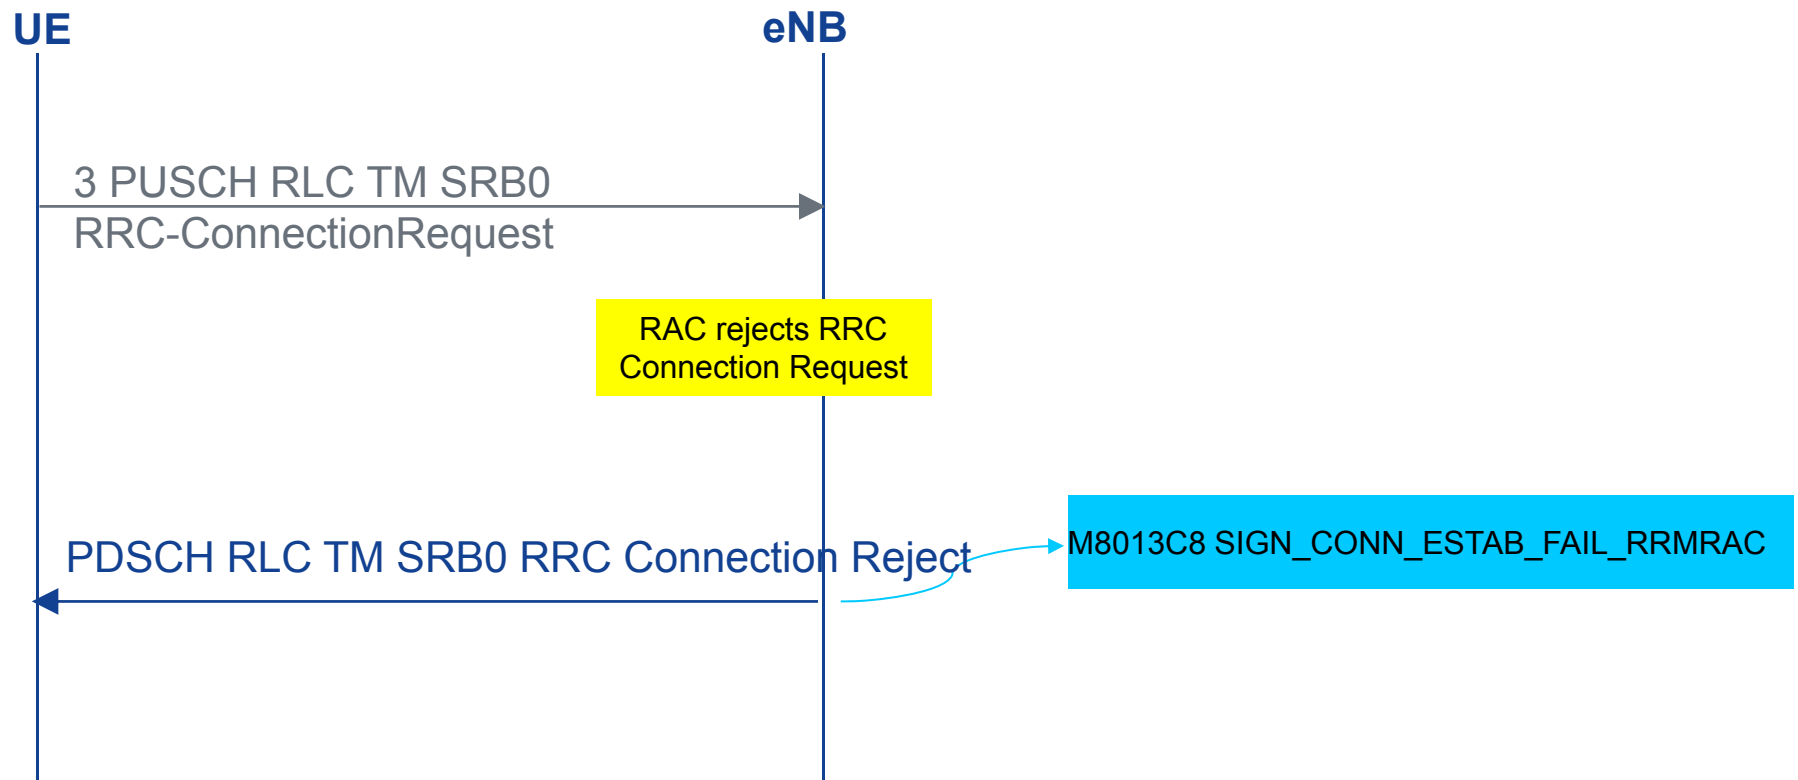 UE
eNB
3 PUSCH RLC TM SRB0
RRC-ConnectionRequest
RAC rejects RRC
Connection Request
PDSCH RLC TM SRB0 RRC Connection Reject
M8013C8 SIGN_CONN_ESTAB_FAIL_RRMRAC